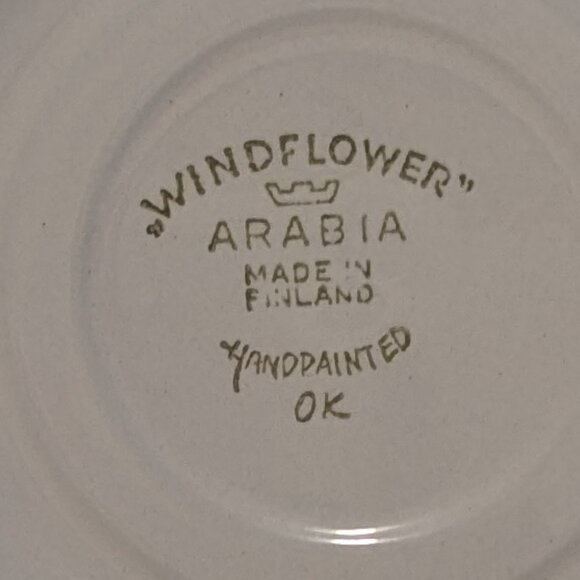 „WINDFLOWER”
ARABIA
MADE IN
FINLAND
HANDPAINTED
OK